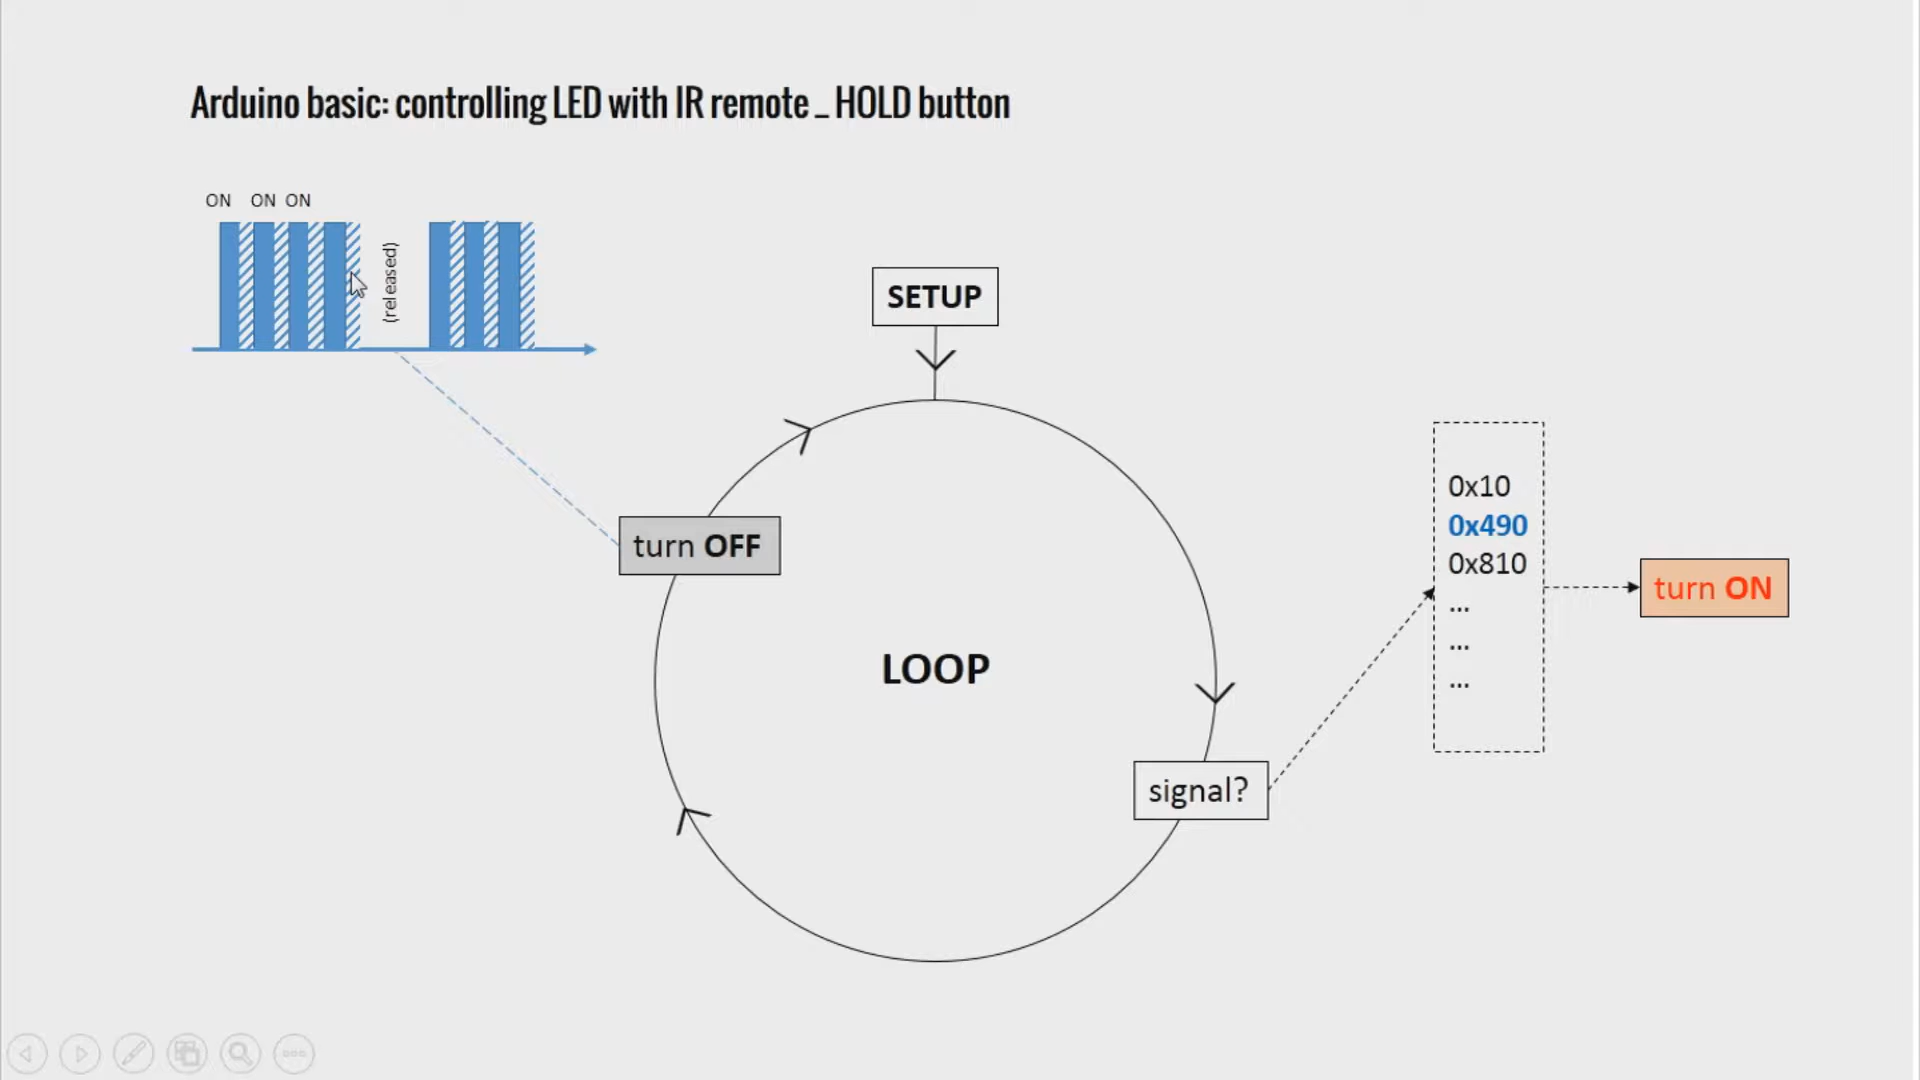 Arduino basic: controlling LED with IR remote _ HOLD button
ON ON ON
(released)
SETUP
turn OFF
LOOP
signal?
0x10
0x490
0x810
...
...
...
turn ON